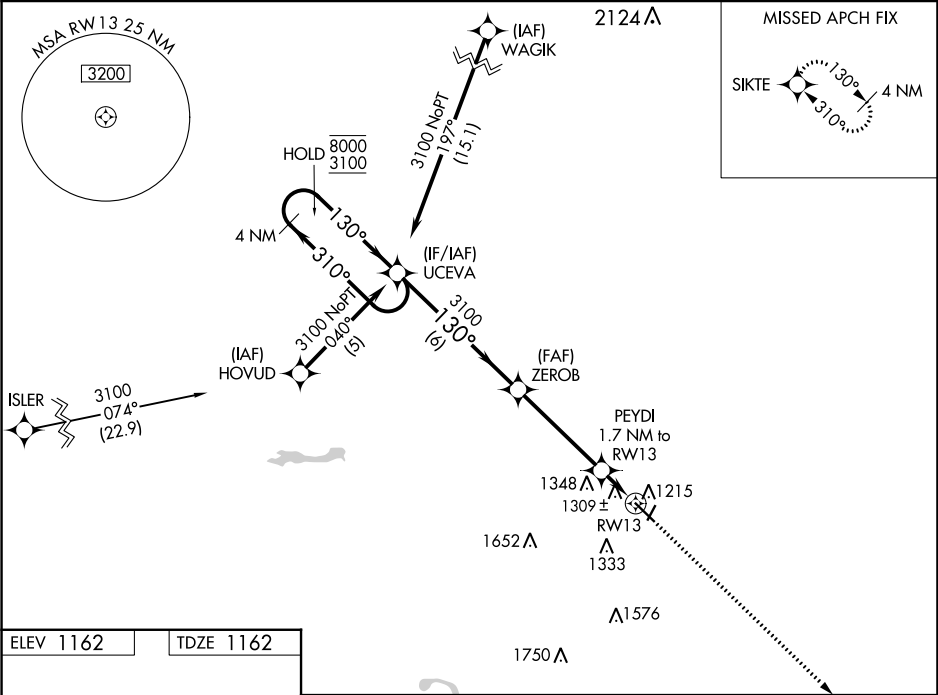 MSA RW13 25 NM
3200
2124
(IAF)
WAGIK
MISSED APCH FIX
SIKTE
130°
310°
4 NM
3100 NoPT
197°
(15.1)
HOLD 8000
3100
4 NM
130°
310°
(IF/IAF)
UCEVA
3100 NoPT
040°
(5)
(IAF)
HOVUD
3100
130°
(6)
(FAF)
ZEROB
ISLER
3100
074°
(22.9)
PEYDI
1.7 NM to
RW13
1348
1309 ±
1215
RW13
1652
1333
1576
1750
ELEV 1162
TDZE 1162